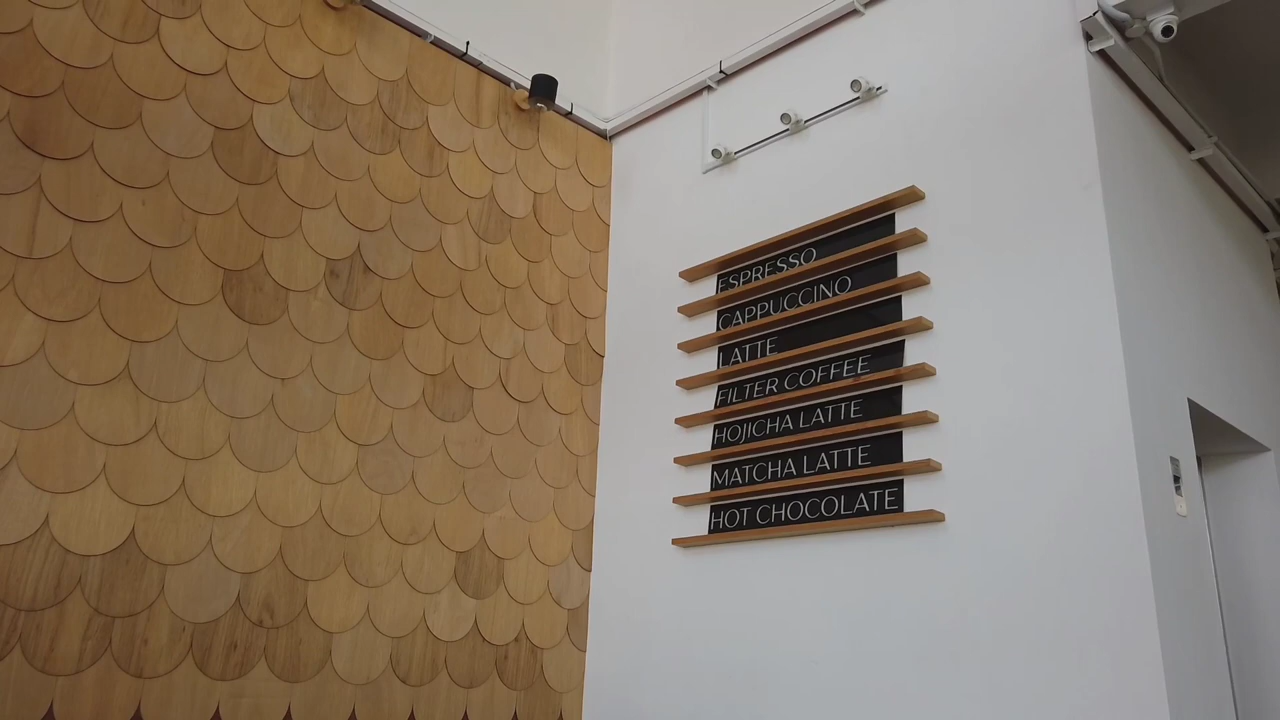 ESPRESSO
CAPPUCCINO
LATTE
FILTER COFFEE
HOJICHA LATTE
MATCHA LATTE
HOT CHOCOLATE